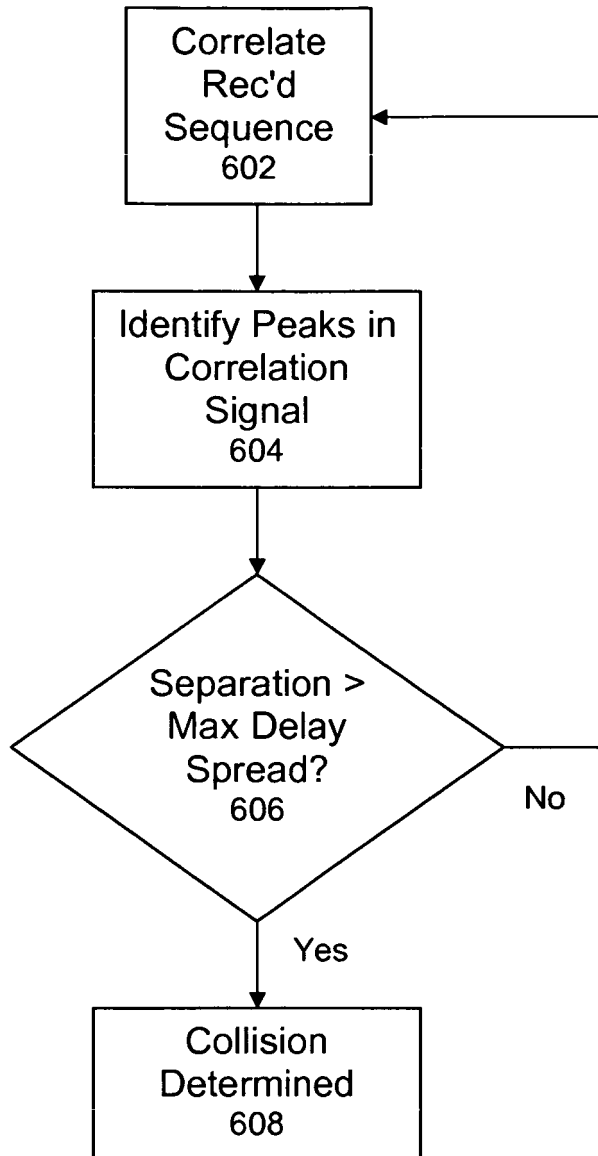 Correlate
Rec'd
Sequence
602
Identify Peaks in
Correlation
Signal
604
Separation >
Max Delay
Spread?
606
No
Yes
Collision
Determined
608